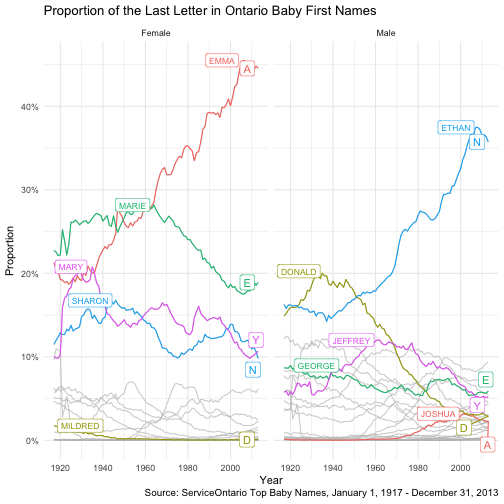 Proportion of the Last Letter in Ontario Baby First Names
Female
Male
EMMA
A
ETHAN
N
40%
30%
MARIE
MARY
DONALD
20%
SHARON
E
Y
N
JEFFREY
GEORGE
10%
E
Y
MILDRED
D
JOSHUA
D
A
0%
Proportion
1920 1940 1960 1980 2000
1920 1940 1960 1980 2000
Year
Source: ServiceOntario Top Baby Names, January 1, 1917 - December 31, 2013